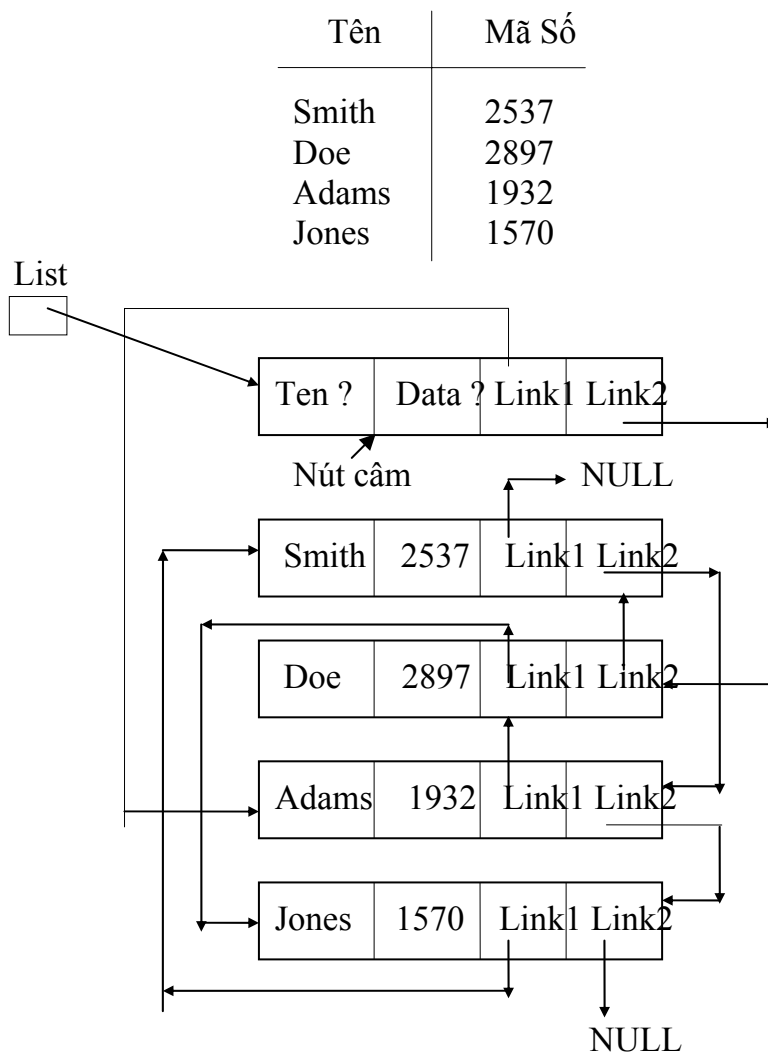 Tên Mã Số
Smith 2537
Doe 2897
Adams 1932
Jones 1570
List
Ten ? Data ? Link1 Link2
Nút câm NULL
Smith 2537 Link1 Link2
Doe 2897 Link1 Link2
Adams 1932 Link1 Link2
Jones 1570 Link1 Link2
NULL